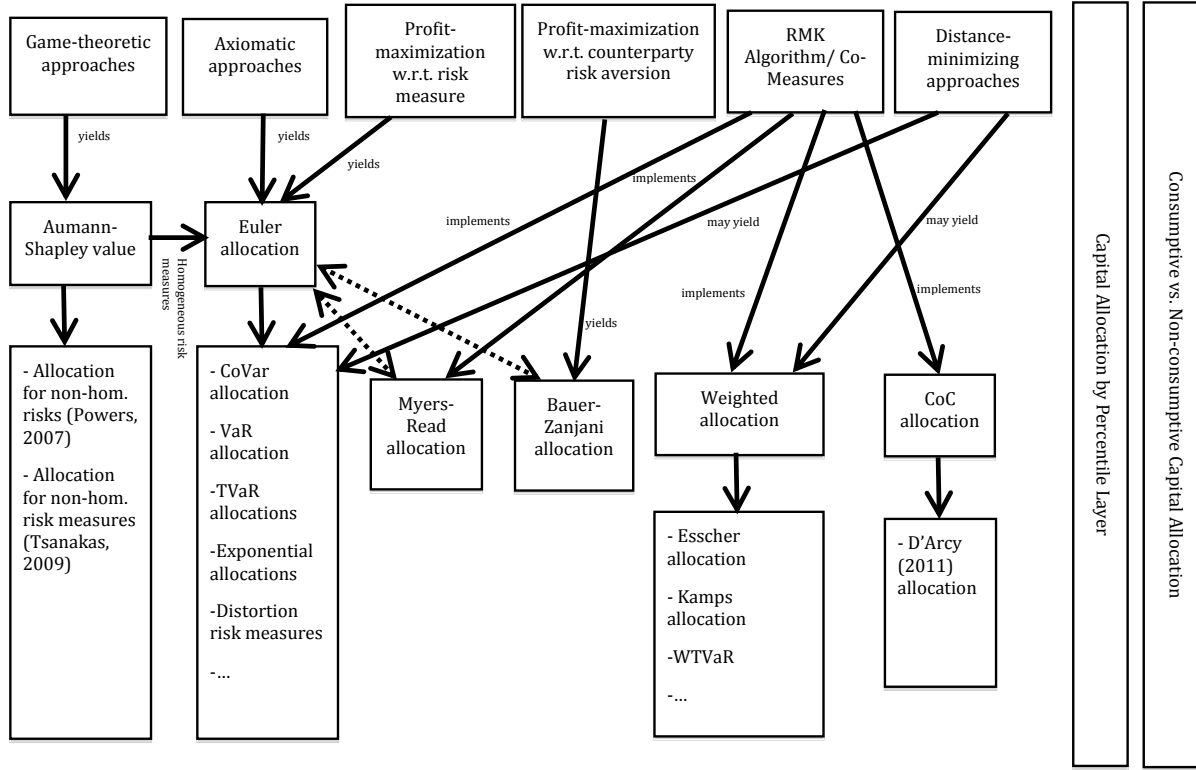 Game-theoretic
approaches
Axiomatic
approaches
Profit-
maximization
w.r.t. risk
measure
Profit-maximization
w.r.t. counterparty
risk aversion
RMK
Algorithm/ Co-
Measures
Distance-
minimizing
approaches
yields
yields
yields
implements
implements
may yield
may yield
implements
implements
yields
Aumann-
Shapley value
Homogeneous risk
measures
Euler
allocation
- Allocation
for non-hom.
risks (Powers,
2007)
- Allocation
for non-hom.
risk measures
(Tsanakas,
2009)
- CoVar
allocation
- VaR
allocation
-TVaR
allocations
-Exponential
allocations
-Distortion
risk measures
-...
Myers-
Read
allocation
Bauer-
Zanjani
allocation
Weighted
allocation
CoC
allocation
- Esscher
allocation
- Kamps
allocation
-WTVaR
-...
- D'Arcy
(2011)
allocation
Capital Allocation by Percentile Layer
Consumptive vs. Non-consumptive Capital Allocation